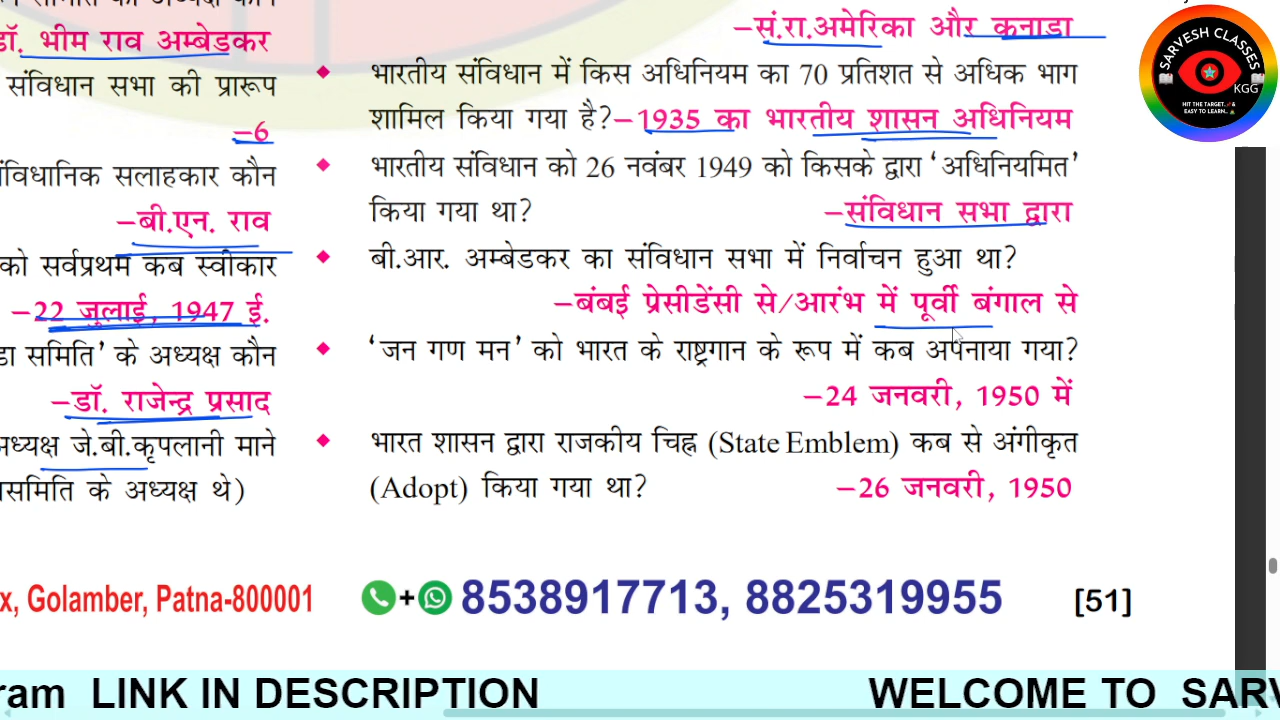 डॉ. भीम राव अम्बेडकर
संविधान सभा की प्रारूप
–6
संविधानिक सलाहकार कौन
–बी.एन. राव
को सर्वप्रथम कब स्वीकार
–22 जुलाई, 1947 ई.
समिति’ के अध्यक्ष कौन
–डॉ. राजेन्द्र प्रसाद
अध्यक्ष जे.बी.कृपलानी माने
के अध्यक्ष थे)
–सं.रा.अमेरिका और कनाडा
भारतीय संविधान में किस अधिनियम का 70 प्रतिशत से अधिक भाग
शामिल किया गया है? –1935 का भारतीय शासन अधिनियम
भारतीय संविधान को 26 नवंबर 1949 को किसके द्वारा ‘अधिनियमित’
किया गया था? –संविधान सभा द्वारा
बी.आर. अम्बेडकर का संविधान सभा में निर्वाचन हुआ था?
–बंबई प्रेसीडेंसी से/आरंभ में पूर्वी बंगाल से
‘जन गण मन’ को भारत के राष्ट्रगान के रूप में कब अपनाया गया?
–24 जनवरी, 1950 में
भारत शासन द्वारा राजकीय चिह्न (State Emblem) कब से अंगीकृत
(Adopt) किया गया था? –26 जनवरी, 1950
SARVESH CLASSES
KGG
HIT THE TARGET..
EASY TO LEARN..
x, Golamber, Patna-800001 + 8538917713, 8825319955 [51]
ram LINK IN DESCRIPTION WELCOME TO SARV